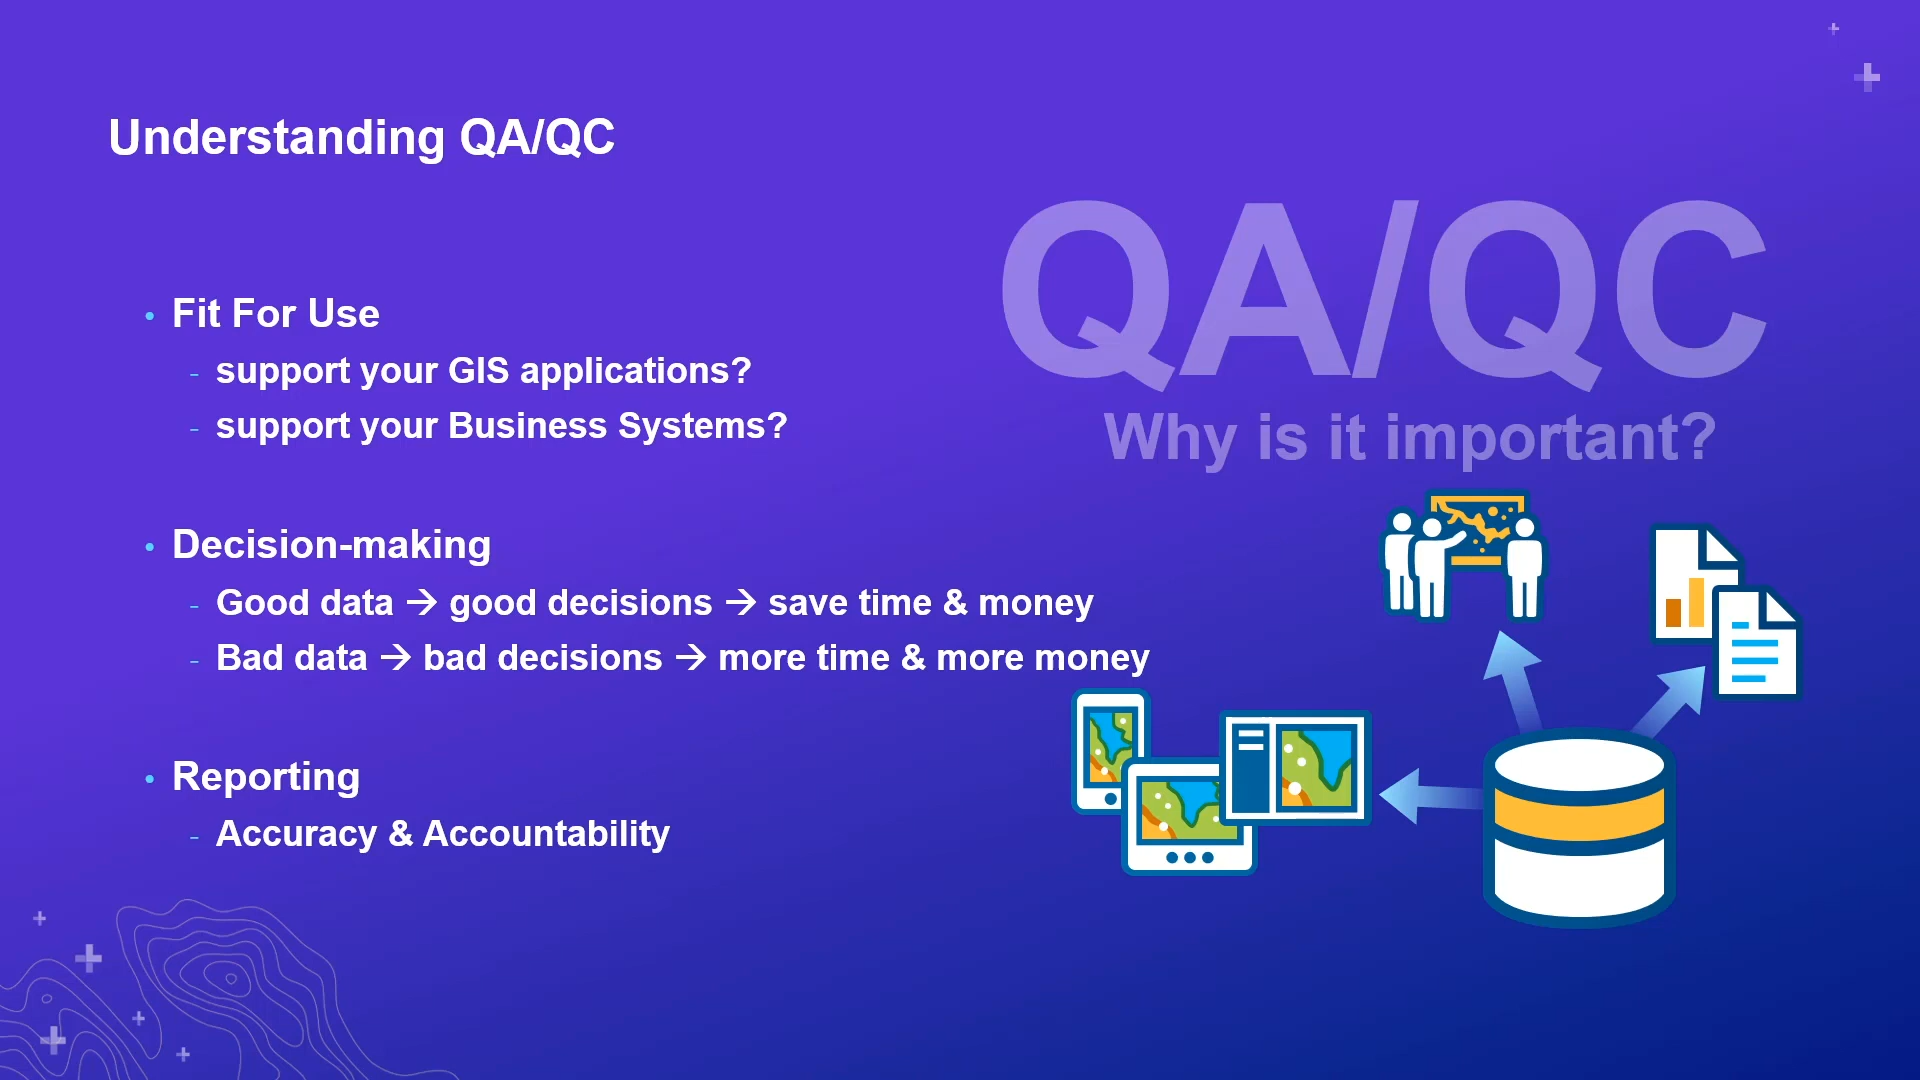 Understanding QA/QC
• Fit For Use
- support your GIS applications?
- support your Business Systems?
• Decision-making
- Good data → good decisions → save time & money
- Bad data → bad decisions → more time & more money
• Reporting
- Accuracy & Accountability
QA/QC
Why is it important?